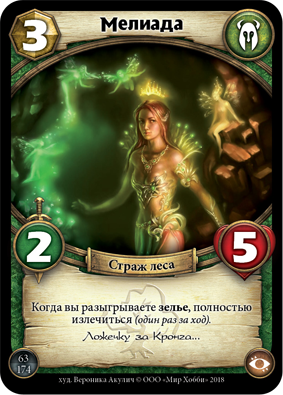 3
Мелиада
2
Страж леса
5
Когда вы разыгрываете зелье, полностью
излечиться (один раз за ход).
Ложечку за Кронга...
63
174
худ. Вероника Акулич © ООО «Мир Хобби» 2018